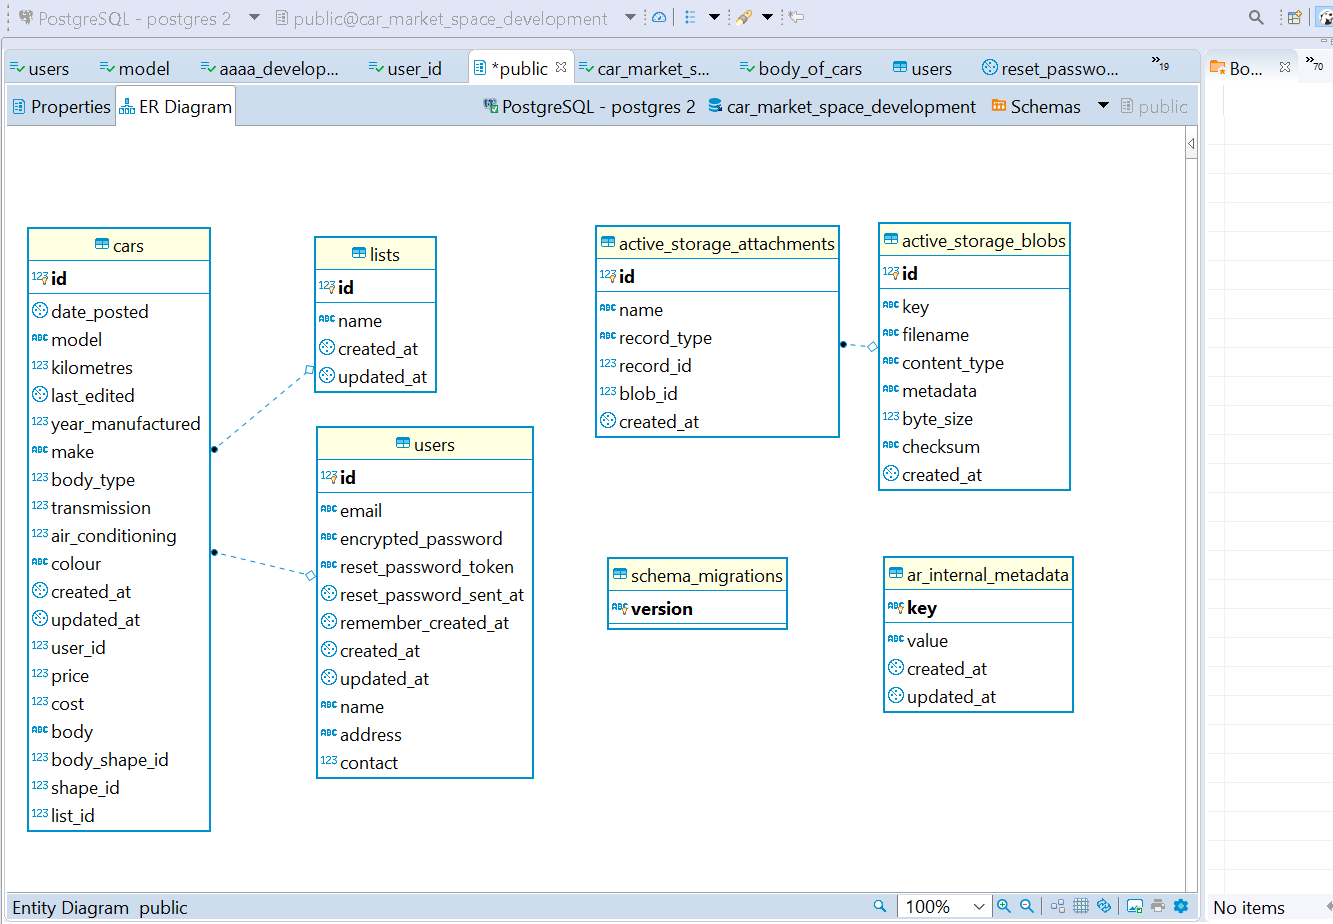 PostgreSQL - postgres 2 public@car_market_space_development
users model aaaa_develop... user_id *public car_market_s... body_of_cars users reset_passwo... »19 Bo... »70
Properties ER Diagram PostgreSQL - postgres 2 car_market_space_development Schemas public
cars
123 id
date_posted
ABC model
123 kilometres
last_edited
123 year_manufactured
ABC make
123 body_type
123 transmission
123 air_conditioning
ABC colour
created_at
updated_at
123 user_id
123 price
123 cost
ABC body
123 body_shape_id
123 shape_id
123 list_id
lists
123 id
ABC name
created_at
updated_at
users
123 id
ABC email
ABC encrypted_password
ABC reset_password_token
reset_password_sent_at
remember_created_at
created_at
updated_at
ABC name
ABC address
123 contact
active_storage_attachments
123 id
ABC name
ABC record_type
123 record_id
123 blob_id
created_at
active_storage_blobs
123 id
ABC key
ABC filename
ABC content_type
ABC metadata
123 byte_size
ABC checksum
created_at
schema_migrations
ABC version
ar_internal_metadata
ABC key
ABC value
created_at
updated_at
Entity Diagram public 100% No items